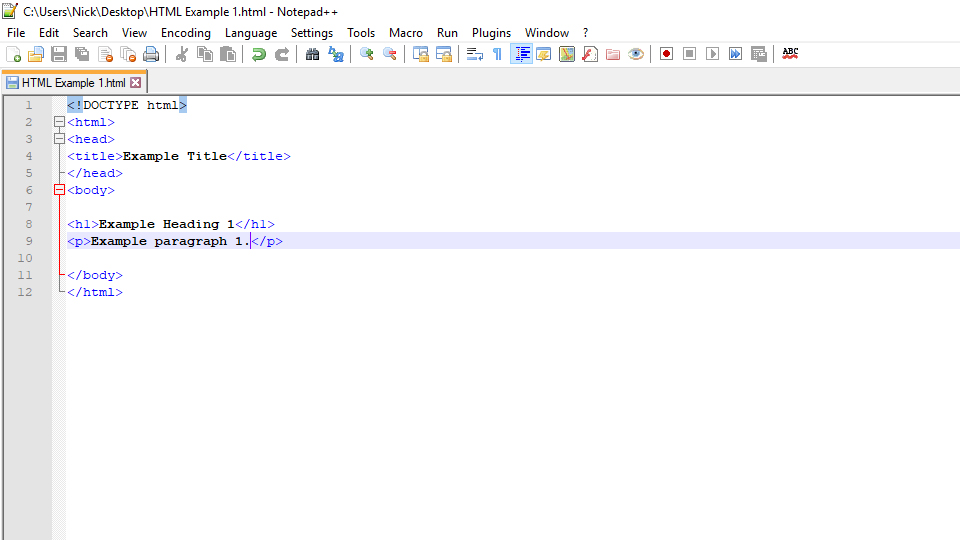 C:\Users\Nick\Desktop\HTML Example 1.html - Notepad++
File Edit Search View Encoding Language Settings Tools Macro Run Plugins Window ?
ABC
HTML Example 1.html
1 <!DOCTYPE html>
2 <html>
3 <head>
4 <title>Example Title</title>
5 </head>
6 <body>
7
8 <h1>Example Heading 1</h1>
9 <p>Example paragraph 1.</p>
10
11 </body>
12 </html>